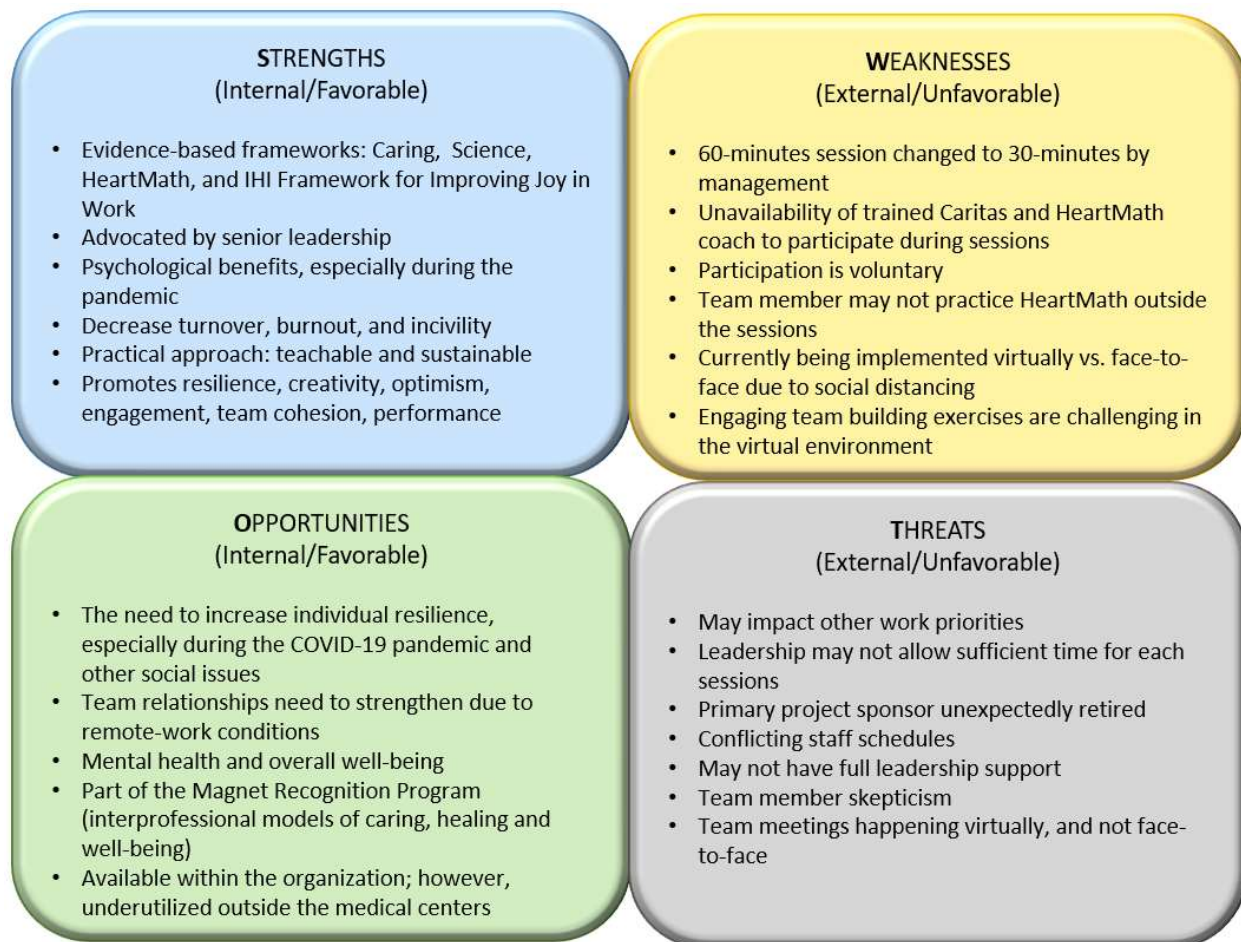 STRENGTHS
(Internal/Favorable)
• Evidence-based frameworks: Caring, Science,
HeartMath, and IHI Framework for Improving Joy in
Work
• Advocated by senior leadership
• Psychological benefits, especially during the
pandemic
• Decrease turnover, burnout, and incivility
• Practical approach: teachable and sustainable
• Promotes resilience, creativity, optimism,
engagement, team cohesion, performance
WEAKNESSES
(External/Unfavorable)
• 60-minutes session changed to 30-minutes by
management
• Unavailability of trained Caritas and HeartMath
coach to participate during sessions
• Participation is voluntary
• Team member may not practice HeartMath outside
the sessions
• Currently being implemented virtually vs. face-to-
face due to social distancing
• Engaging team building exercises are challenging in
the virtual environment
OPPORTUNITIES
(Internal/Favorable)
• The need to increase individual resilience,
especially during the COVID-19 pandemic and
other social issues
• Team relationships need to strengthen due to
remote-work conditions
• Mental health and overall well-being
• Part of the Magnet Recognition Program
(interprofessional models of caring, healing and
well-being)
• Available within the organization; however,
underutilized outside the medical centers
THREATS
(External/Unfavorable)
• May impact other work priorities
• Leadership may not allow sufficient time for each
sessions
• Primary project sponsor unexpectedly retired
• Conflicting staff schedules
• May not have full leadership support
• Team member skepticism
• Team meetings happening virtually, and not face-
to-face